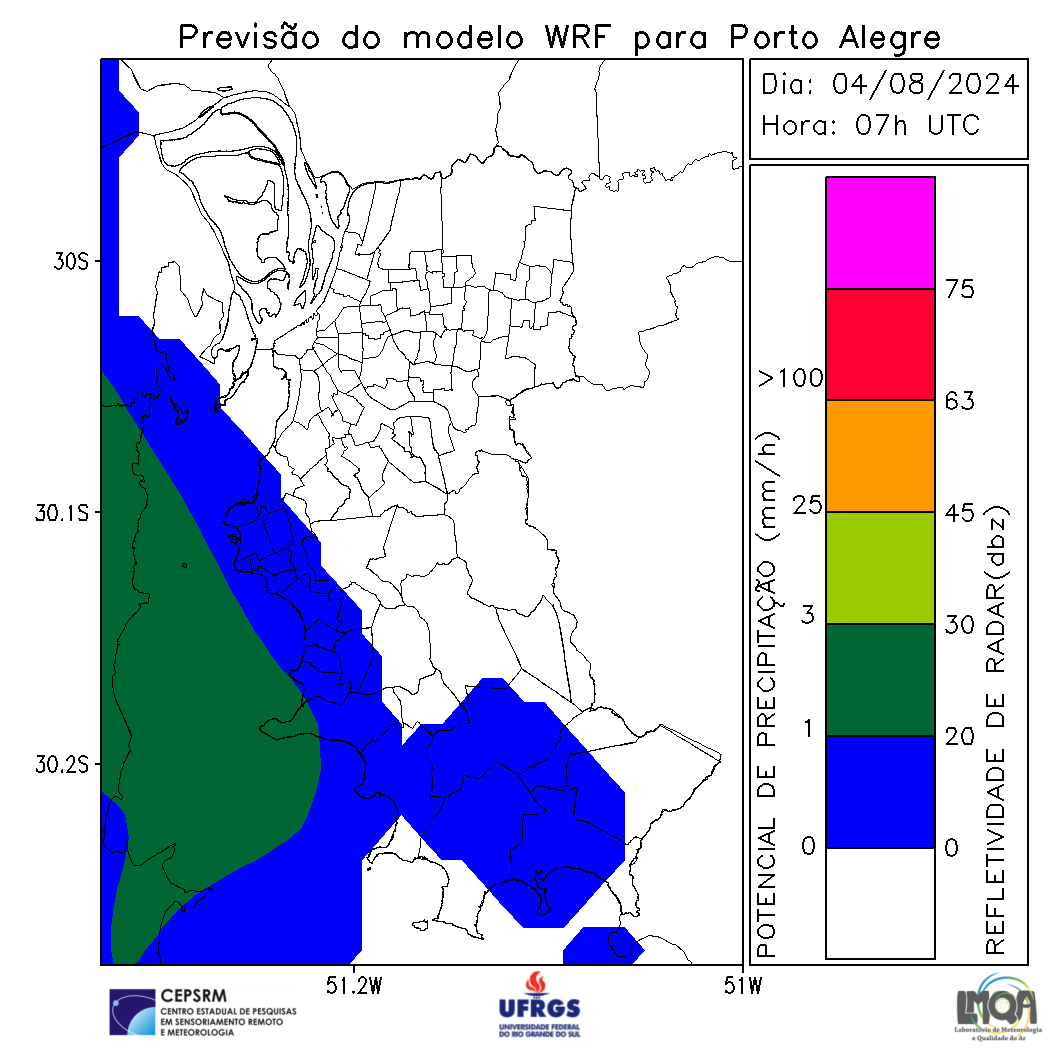 Previsão do modelo WRF para Porto Alegre
Dia: 04/08/2024
Hora: 07h UTC
30S
30.1S
30.2S
51.2W
51W
POTENCIAL DE PRECIPITAÇÃO (mm/h)
>100
25
3
1
0
75
63
45
30
20
0
REFLETIVIDADE DE RADAR(dbz)
CEPSRM
CENTRO ESTADUAL DE PESQUISAS
EM SENSORIAMENTO REMOTO
E METEOROLOGIA
UFRGS
UNIVERSIDADE FEDERAL
DO RIO GRANDE DO SUL
LMQA
Laboratório de Meteorologia
e Qualidade do Ar